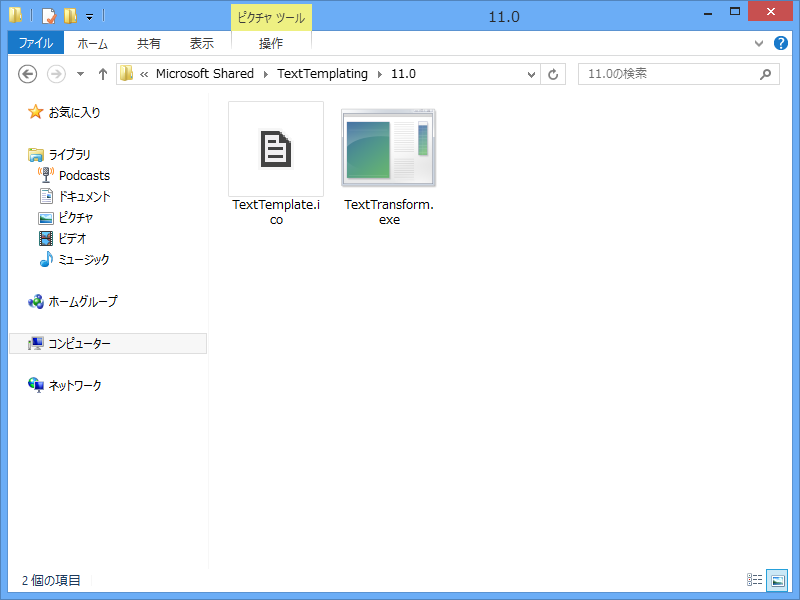 ピクチャ ツール
11.0
ファイル
ホーム
共有
表示
操作
« Microsoft Shared TextTemplating 11.0
11.0の検索
お気に入り
ライブラリ
Podcasts
ドキュメント
ピクチャ
ビデオ
ミュージック
ホームグループ
コンピューター
ネットワーク
TextTemplate.i
co
TextTransform.
exe
2 個の項目